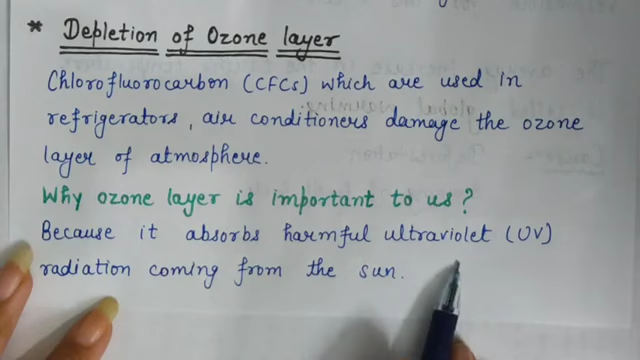 * Depletion of Ozone layer
Chlorofluorocarbon (CFCs) which are used in
refrigerators, air conditioners damage the ozone
layer of atmosphere.
Why ozone layer is important to us?
Because it absorbs harmful ultraviolet (UV)
radiation coming from the sun.